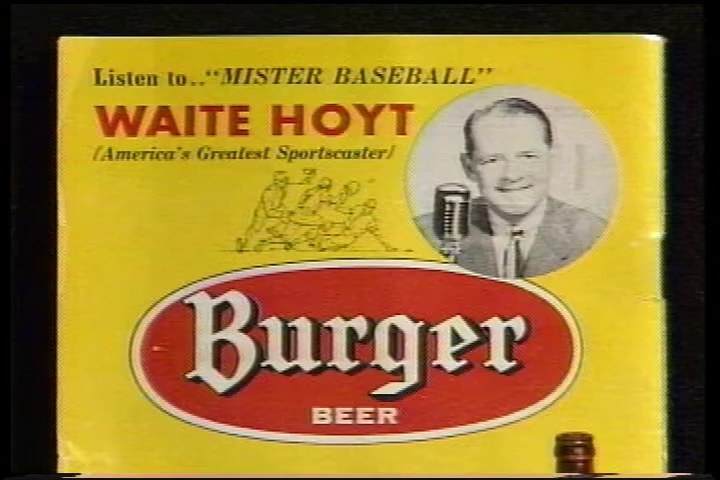 Listen to.. "MISTER BASEBALL"
WAITE HOYT
(America's Greatest Sportscaster)
Burger
BEER